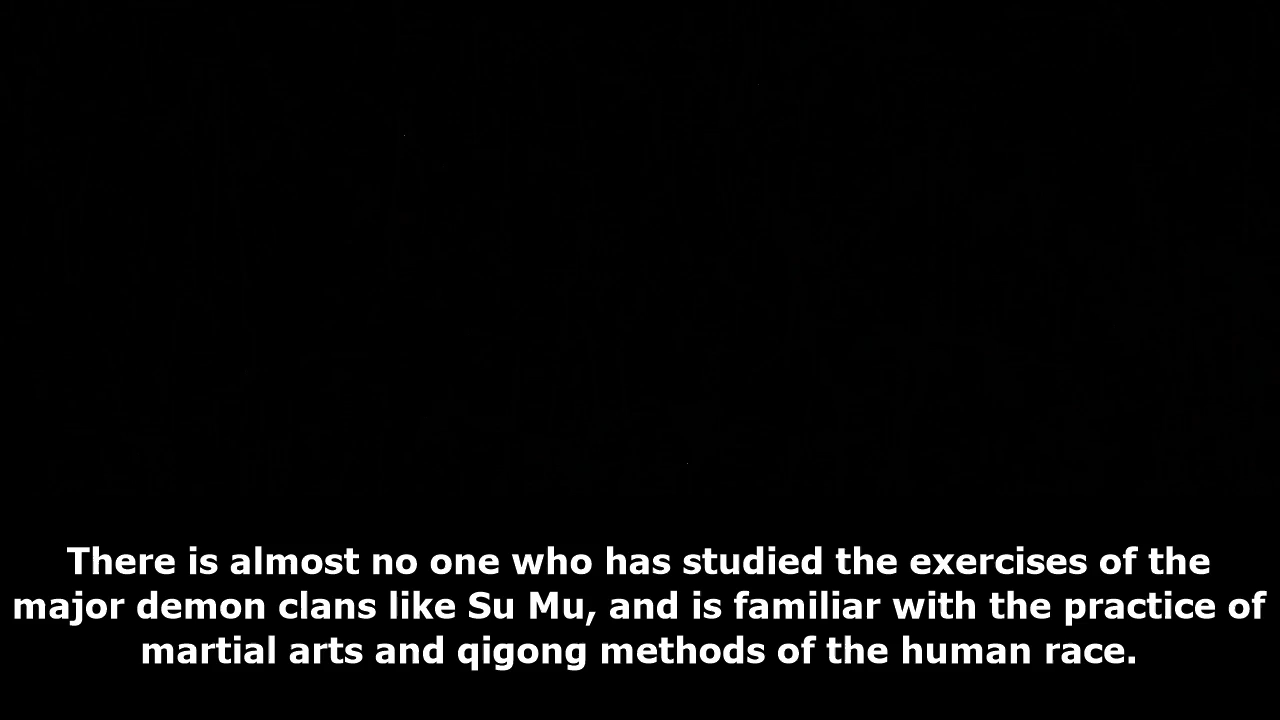 There is almost no one who has studied the exercises of the
major demon clans like Su Mu, and is familiar with the practice of
martial arts and qigong methods of the human race.